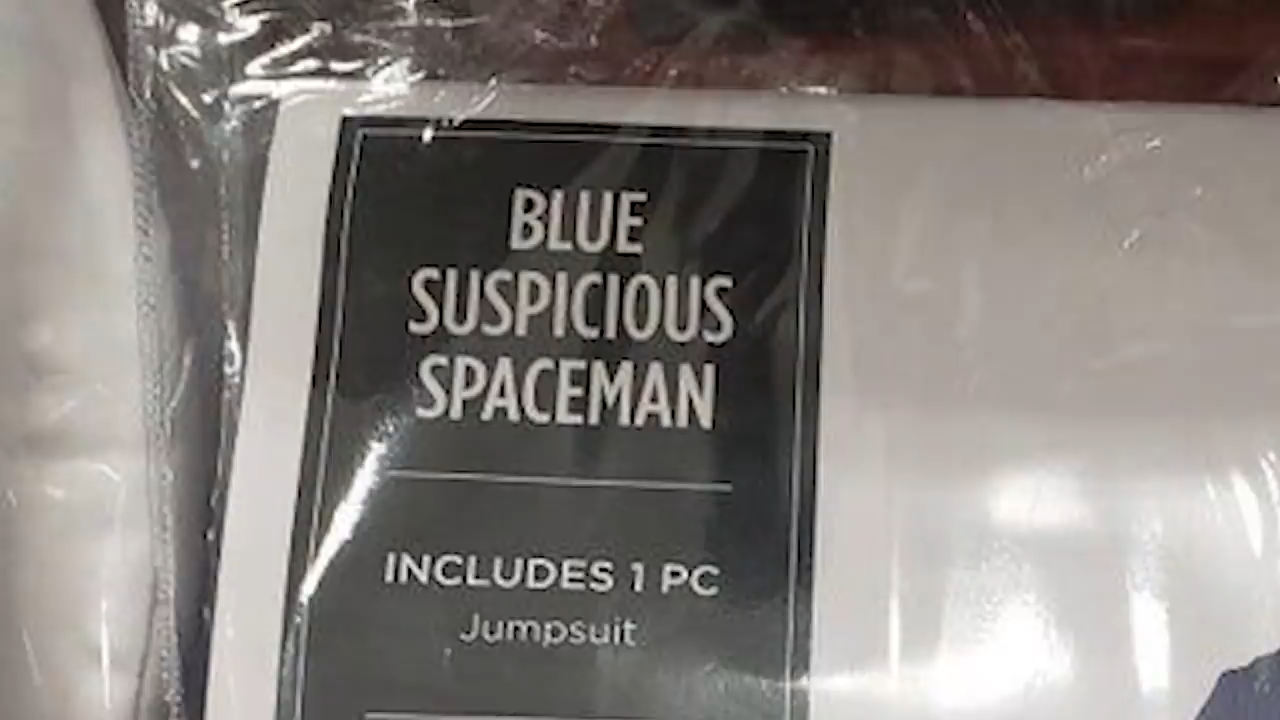 BLUE
SUSPICIOUS
SPACEMAN
INCLUDES 1 PC
Jumpsuit